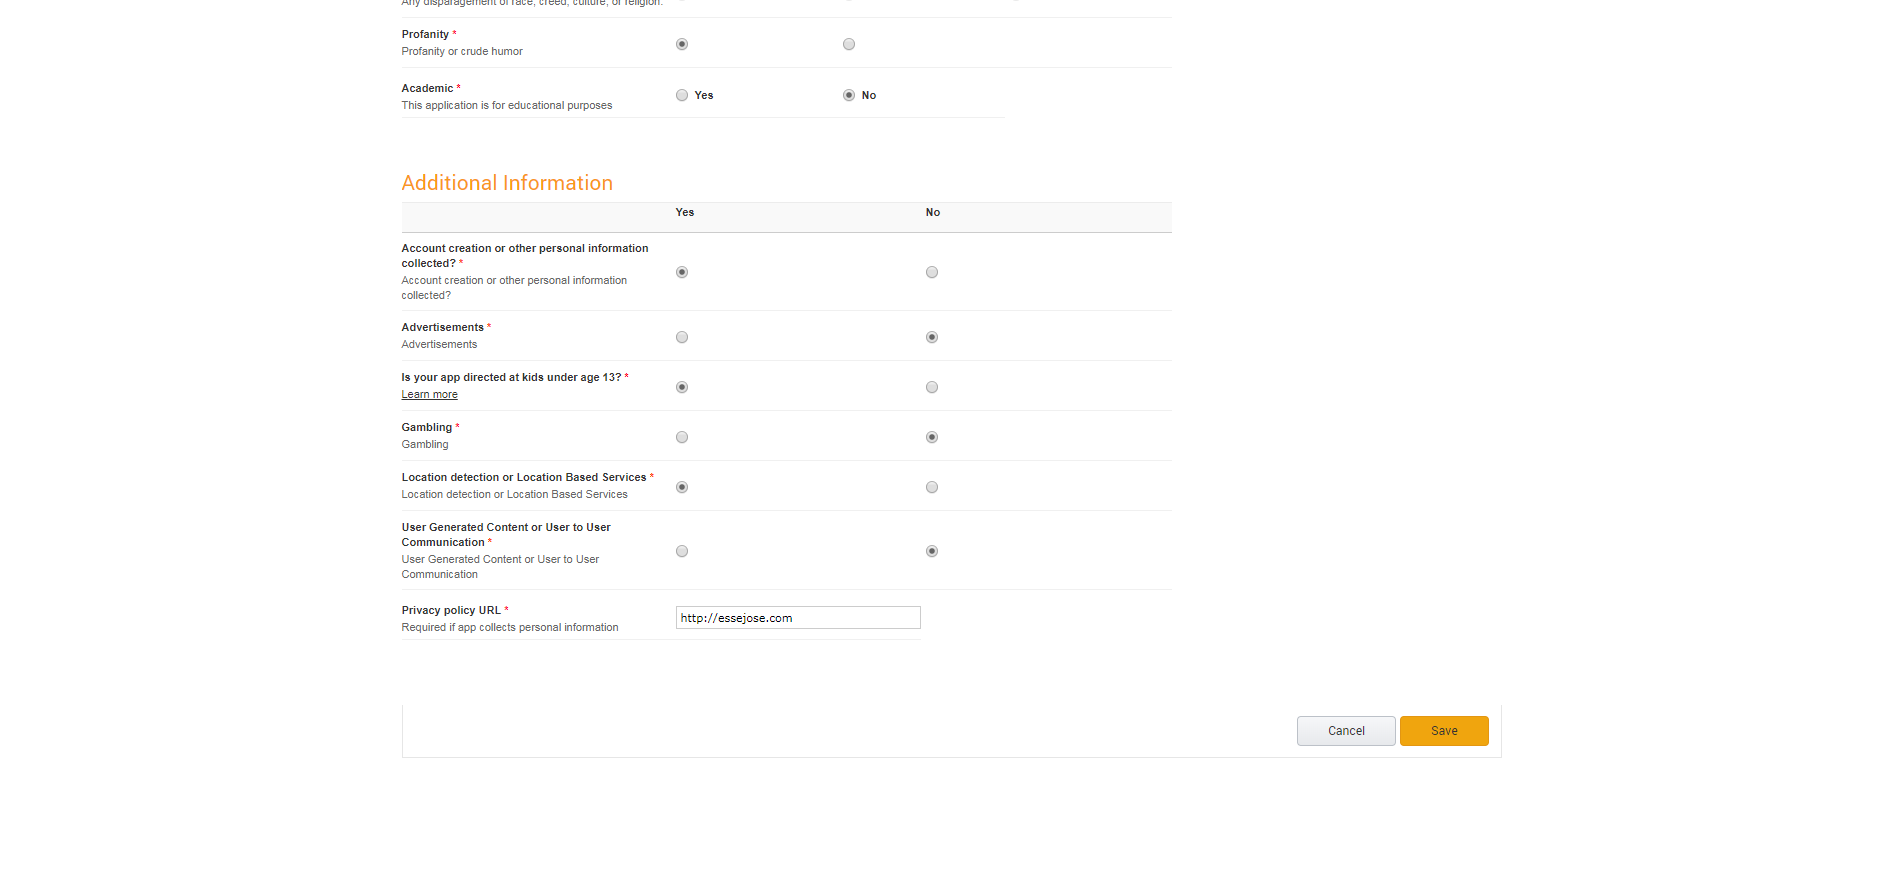 Any disparagement of race, creed, culture, or religion.
Profanity *
Profanity or crude humor
Academic *
This application is for educational purposes
Yes
No
Additional Information
Yes
No
Account creation or other personal information
collected? *
Account creation or other personal information
collected?
Advertisements *
Advertisements
Is your app directed at kids under age 13? *
Learn more
Gambling *
Gambling
Location detection or Location Based Services *
Location detection or Location Based Services
User Generated Content or User to User
Communication *
User Generated Content or User to User
Communication
Privacy policy URL *
Required if app collects personal information
http://essejose.com
Cancel
Save